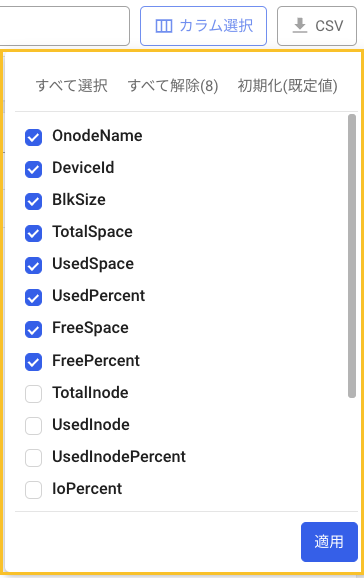 カラム選択 CSV
すべて選択 すべて解除(8) 初期化(既定値)
OnodeName
DeviceId
BlkSize
TotalSpace
UsedSpace
UsedPercent
FreeSpace
FreePercent
TotalInode
UsedInode
UsedInodePercent
IoPercent
適用